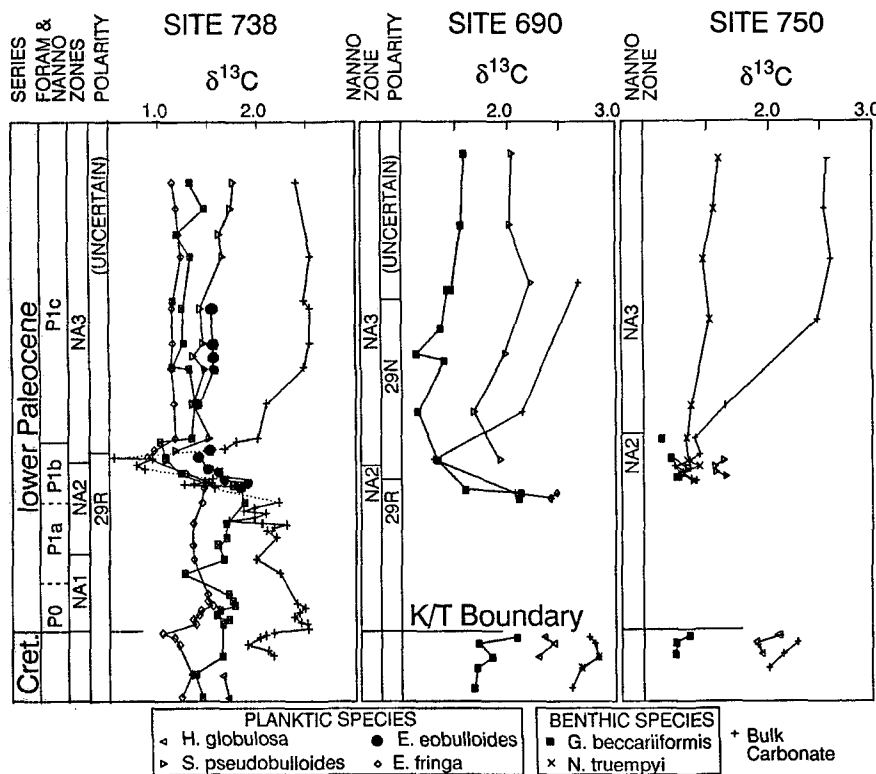 SITE 738
SITE 690
SITE 750
SERIES
FORAM &
NANNO
ZONES
POLARITY
δ13C
1.0 2.0
NANNO
ZONE
POLARITY
δ13C
2.0 3.0
NANNO
ZONE
δ13C
2.0 3.0
lower Paleocene
Cret.
P1c
P1b
P1a
P0
NA3
NA2
NA1
(UNCERTAIN)
29R
NA3
NA2
(UNCERTAIN)
29N
29R
NA3
NA2
K/T Boundary
PLANKTIC SPECIES
H. globulosa
E. eobulloides
S. pseudobulloides
E. fringa
BENTHIC SPECIES
G. beccariiformis
N. truempyi
+ Bulk
Carbonate